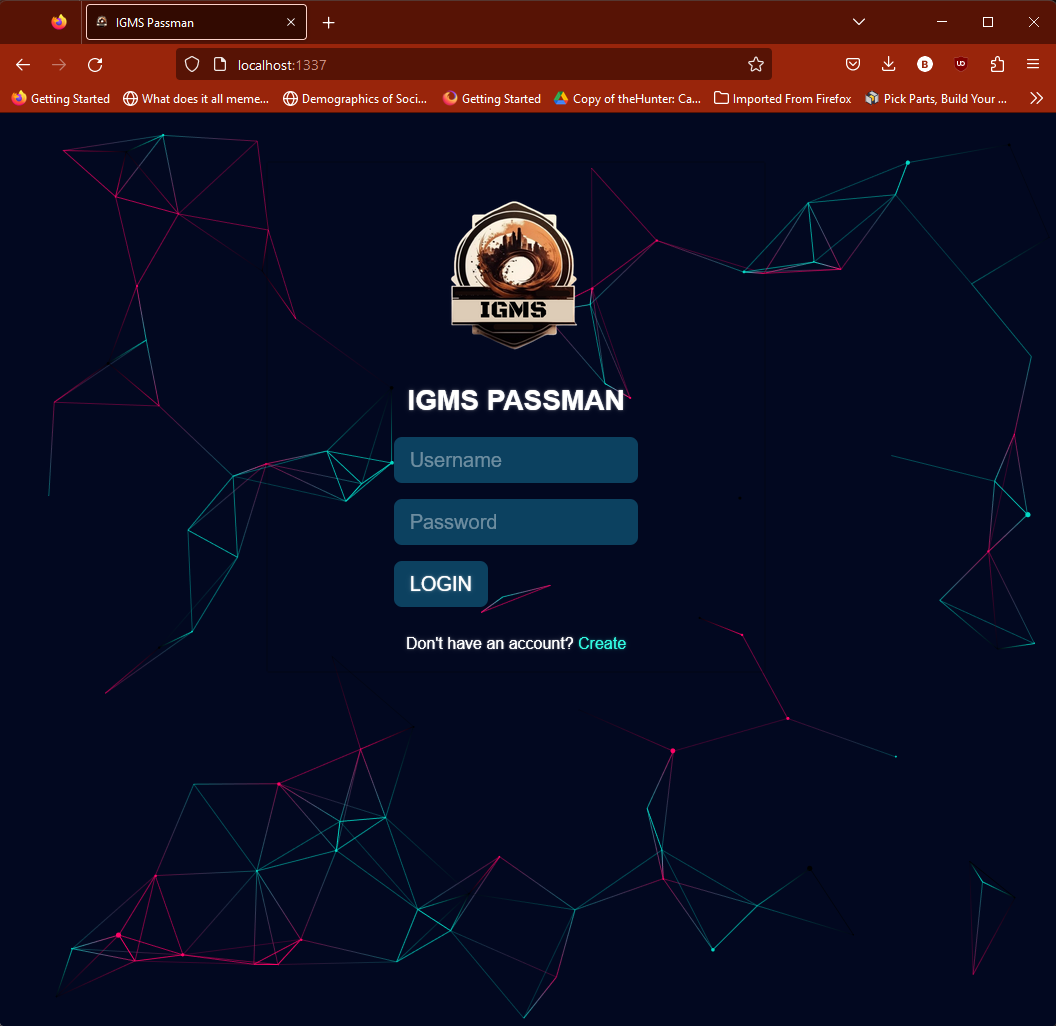 IGMS Passman
localhost:1337
Getting Started
What does it all meme...
Demographics of Soci...
Getting Started
Copy of theHunter: Ca...
Imported From Firefox
Pick Parts, Build Your ...
IGMS
IGMS PASSMAN
Username
Password
LOGIN
Don't have an account? Create